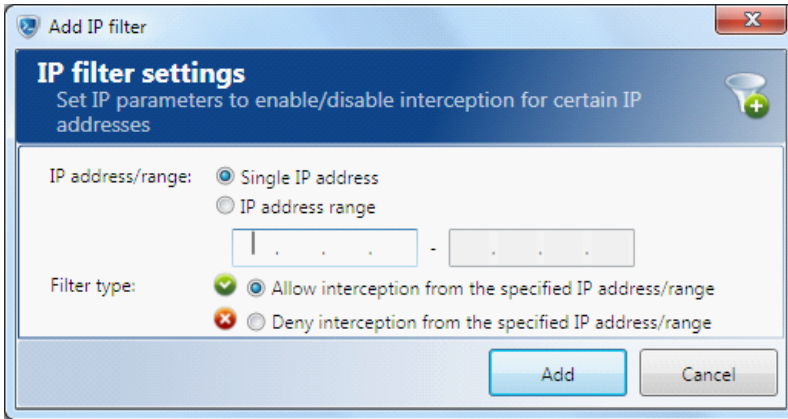 Add IP filter
IP filter settings
Set IP parameters to enable/disable interception for certain IP
addresses
IP address/range:
Single IP address
IP address range
. . . - . . .
Filter type:
Allow interception from the specified IP address/range
Deny interception from the specified IP address/range
Add
Cancel